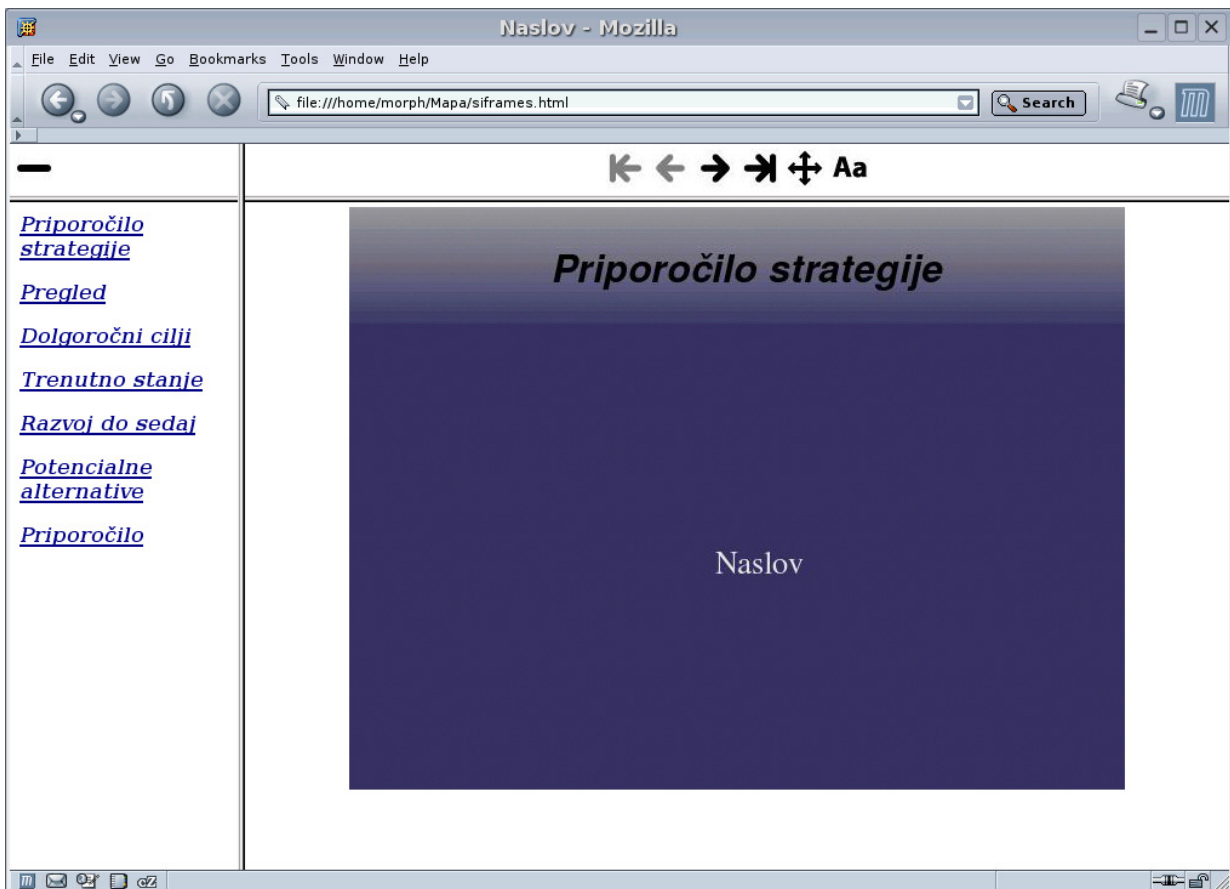 Naslov - Mozilla
File Edit View Go Bookmarks Tools Window Help
file:///home/morph/Mapa/siframes.html
Search
Aa
Priporočilo
strategije
Pregled
Dolgoročni cilji
Trenutno stanje
Razvoj do sedaj
Potencialne
alternative
Priporočilo
Priporočilo strategije
Naslov